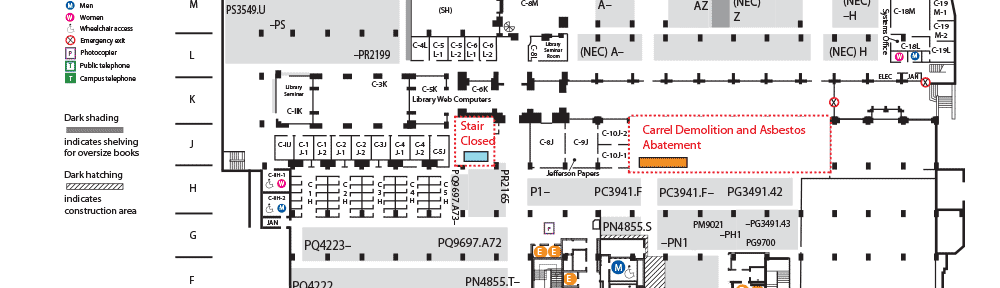 Men
Women
Wheelchair access
Emergency exit
P Photocopier
T Public telephone
T Campus telephone
Dark shading
indicates shelving
for oversize books
Dark hatching
indicates
construction area
M
L
K
J
H
G
F
PS3549.U
–PS
–PR2199
(SH)
C-8M
A–
AZ
(NEC)
Z
(NEC)
–H
Systems Office
C-18M
C-19
M-1
C-19
M-2
C-4L
C-5
L-1
C-5
L-2
C-6
L-1
C-6
L-2
C-8
Library
Seminar
Room
(NEC) A–
(NEC) H
C-18L
W
M
C-19L
Library
Seminar
C-3K
C-5K
C-6K
Library Web Computers
ELEC
JAN
Stair
Closed
Carrel Demolition and Asbestos
Abatement
C-1J
J-1
C-1
J-2
C-2
J-1
C-2
J-2
C-3J
C-4
J-1
C-4
J-2
C-5J
C-8J
C-9J
C-10J-2
C-10J-1
Jefferson Papers
C-8H-1
W
C-8H-2
M
JAN
C
1
H
C
2
H
C
3
H
C
4
H
C
5
H
PQ9697.A73–
PR2165
P1–
PC3941.F
PC3941.F–
PG3491.42
PQ4223–
PQ9697.A72
P
PN4855.S
–PN1
PM9021
–PH1
–PG3491.43
PG9700
E
E
E
M
PQ4222
PN4855.T–